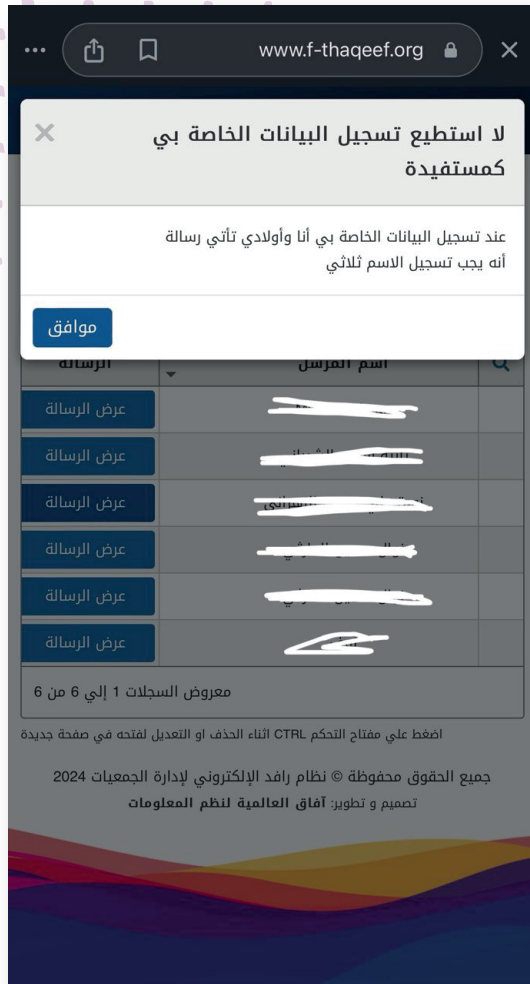 www.f-thaqeef.org
لا استطيع تسجيل البيانات الخاصة بي
كمستفيدة
عند تسجيل البيانات الخاصة بي أنا وأولادي تأتي رسالة
أنه يجب تسجيل الاسم ثلاثي
موافق
اسم المرسل الرسالة
عرض الرسالة
عرض الرسالة
عرض الرسالة
عرض الرسالة
عرض الرسالة
عرض الرسالة
معروض السجلات 1 إلي 6 من 6
اضغط علي مفتاح التحكم CTRL اثناء الحذف او التعديل لفتحه في صفحة جديدة
جميع الحقوق محفوظة © نظام رافد الإلكتروني لإدارة الجمعيات 2024
تصميم و تطوير: آفاق العالمية لنظم المعلومات